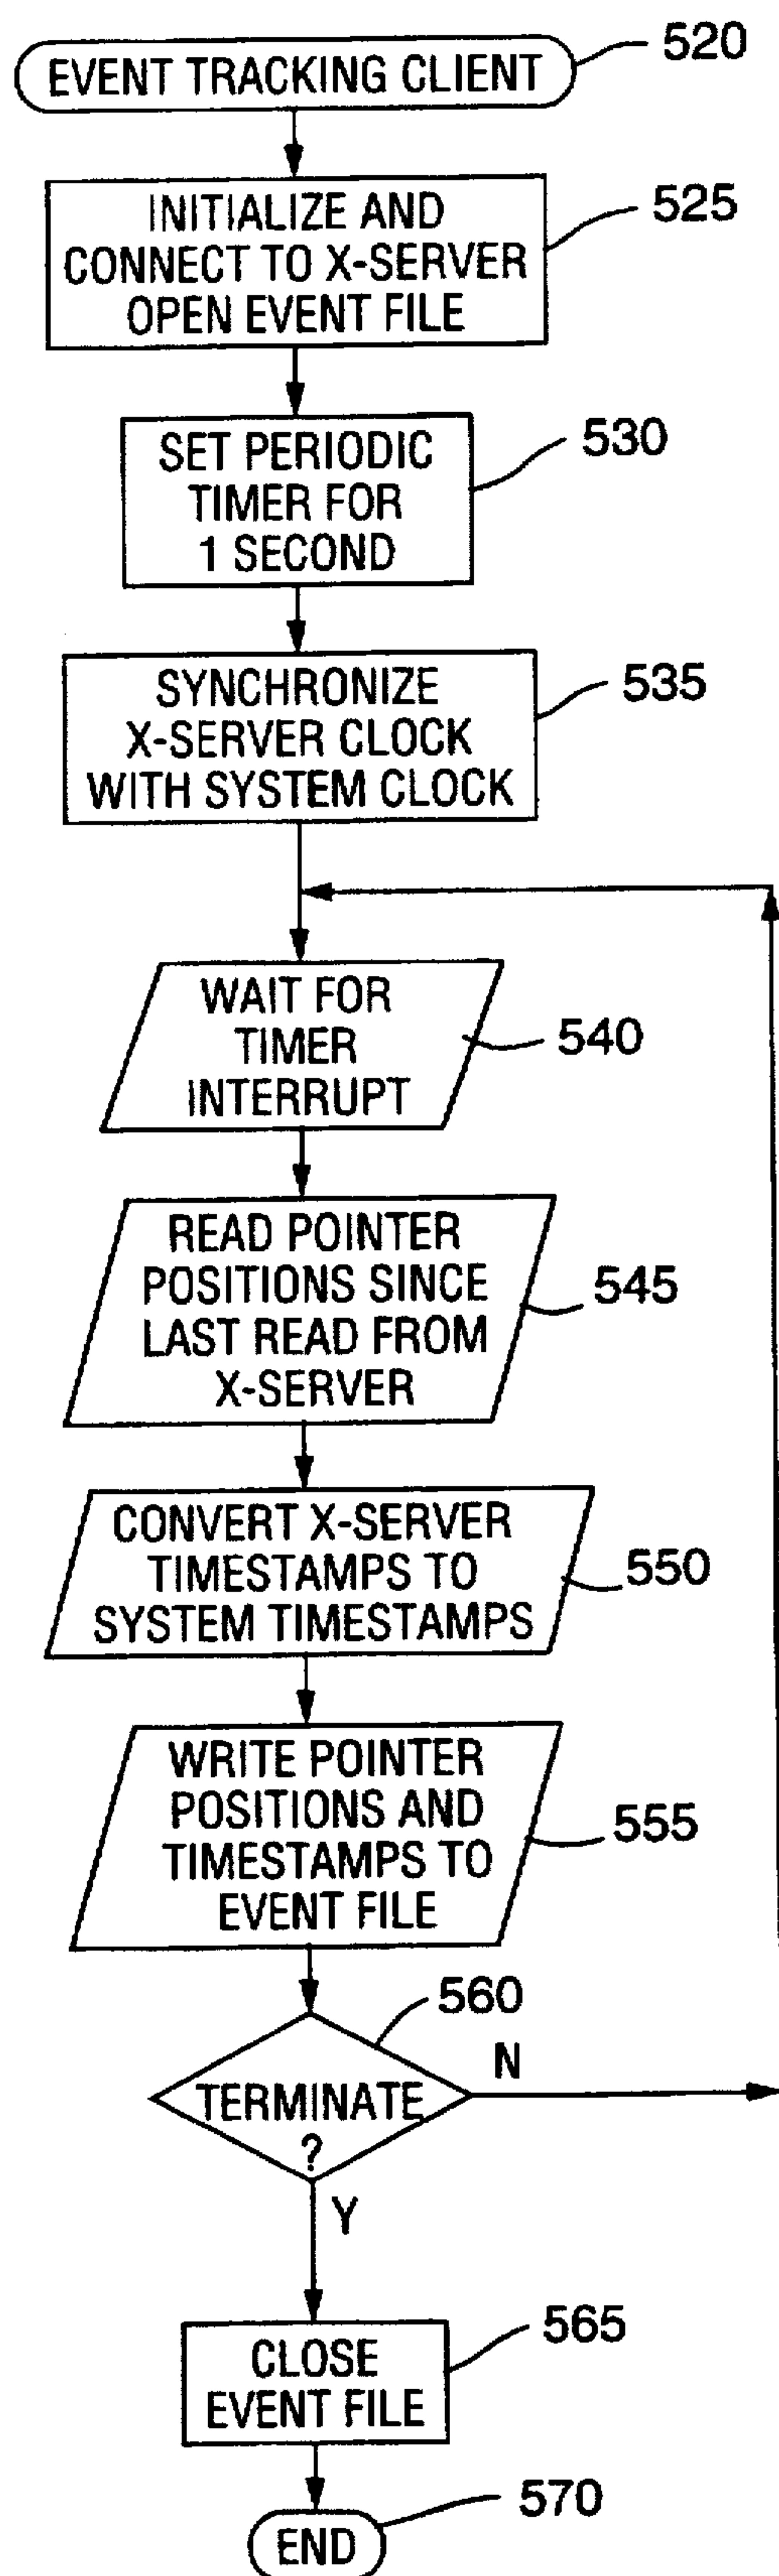 EVENT TRACKING CLIENT
520
INITIALIZE AND
CONNECT TO X-SERVER
OPEN EVENT FILE
525
SET PERIODIC
TIMER FOR
1 SECOND
530
SYNCHRONIZE
X-SERVER CLOCK
WITH SYSTEM CLOCK
535
WAIT FOR
TIMER
INTERRUPT
540
READ POINTER
POSITIONS SINCE
LAST READ FROM
X-SERVER
545
CONVERT X-SERVER
TIMESTAMPS TO
SYSTEM TIMESTAMPS
550
WRITE POINTER
POSITIONS AND
TIMESTAMPS TO
EVENT FILE
555
560
TERMINATE
?
N
Y
CLOSE
EVENT FILE
565
END
570